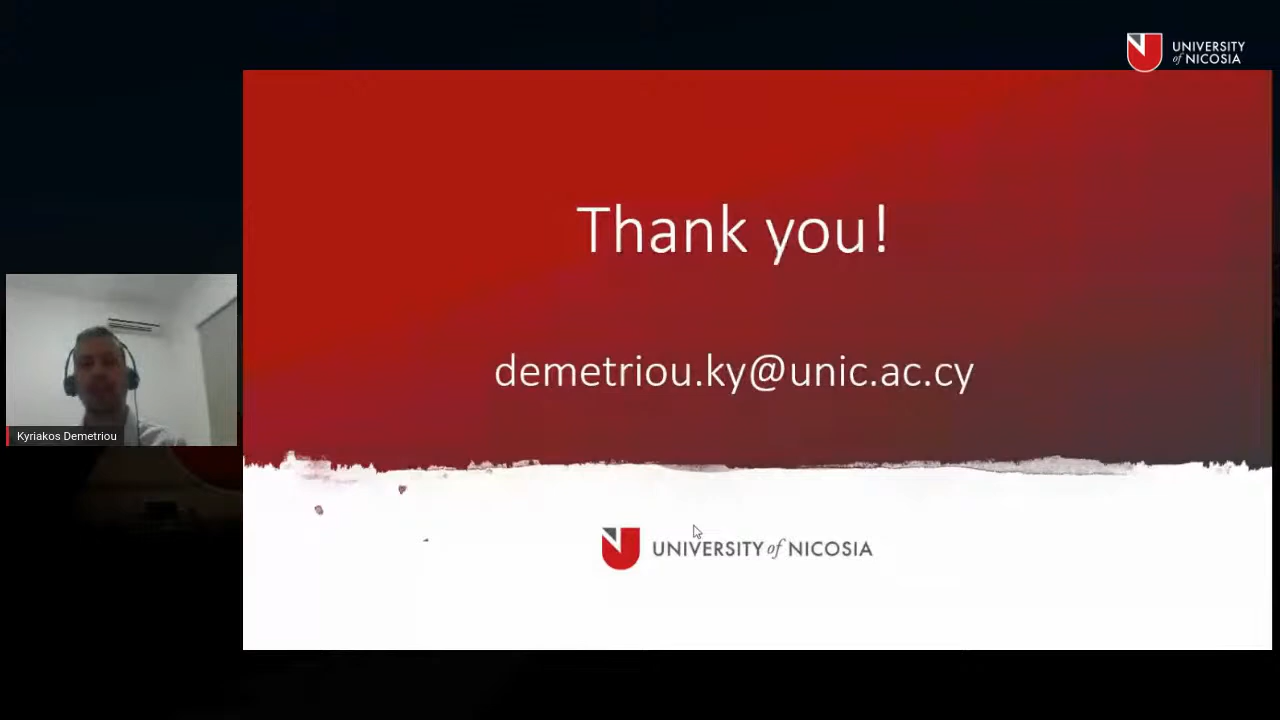 UNIVERSITY
of NICOSIA
Thank you!
demetriou.ky@unic.ac.cy
Kyriakos Demetriou
UNIVERSITY of NICOSIA